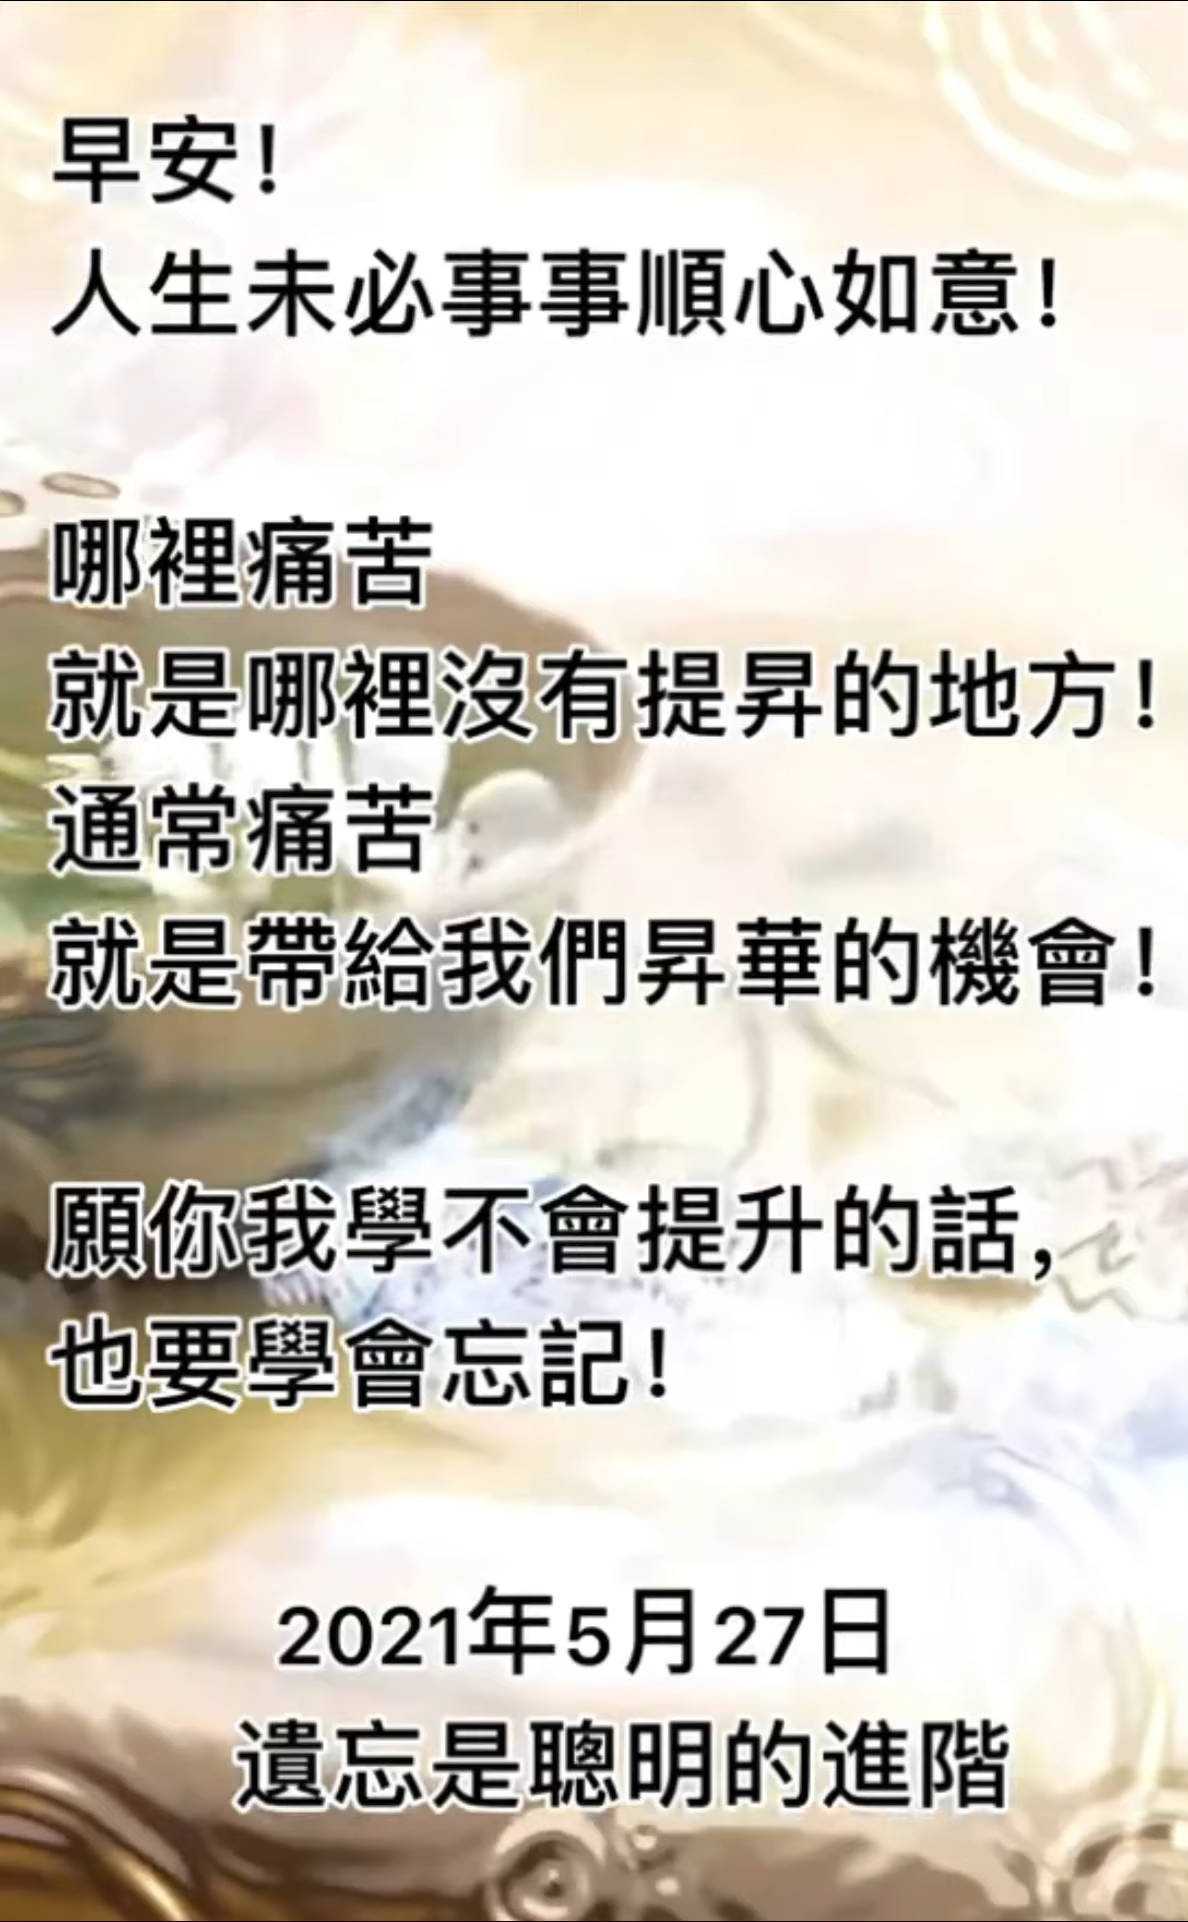 早安！
人生未必事事順心如意！
哪裡痛苦
就是哪裡沒有提昇的地方！
通常痛苦
就是帶給我們昇華的機會！
願你我學不會提升的話，
也要學會忘記！
2021年5月27日
遺忘是聰明的進階